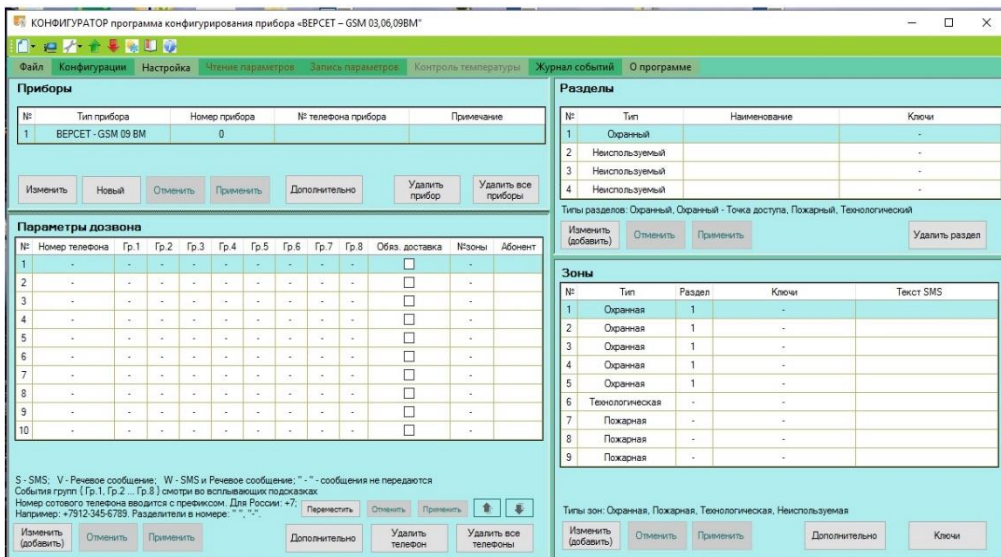 КОНФИГУРАТОР программа конфигурирования прибора «ВЕРСЕТ – GSM 03,06,09ВМ"
Файл Конфигурации Настройка Чтение параметров Запись параметров Контроль температуры Журнал событий О программе
Приборы
№ Тип прибора Номер прибора № телефона прибора Примечание
1 ВЕРСЕТ - GSM 09 ВМ 0
Изменить Новый Отменить Применить Дополнительно Удалить прибор Удалить все приборы
Параметры дозвона
№ Номер телефона Гр.1 Гр.2 Гр.3 Гр.4 Гр.5 Гр.6 Гр.7 Гр.8 Обяз. доставка №зоны Абонент
1 - - - - - - - - - -
2 - - - - - - - - - -
3 - - - - - - - - - -
4 - - - - - - - - - -
5 - - - - - - - - - -
6 - - - - - - - - - -
7 - - - - - - - - - -
8 - - - - - - - - - -
9 - - - - - - - - - -
10 - - - - - - - - - -
S - SMS; V - Речевое сообщение; W - SMS и Речевое сообщение; " - " - сообщения не передаются
События групп ( Гр.1, Гр.2 ... Гр.8 ) смотри во всплывающих подсказках
Номер сотового телефона вводится с префиксом. Для России: +7;
Например: +7912-345-6789. Разделители в номере: " ", "-".
Переместить Отменить Применить
Изменить (добавить) Отменить Применить Дополнительно Удалить телефон Удалить все телефоны
Разделы
№ Тип Наименование Ключи
1 Охранный -
2 Неиспользуемый -
3 Неиспользуемый -
4 Неиспользуемый -
Типы разделов: Охранный, Охранный - Точка доступа, Пожарный, Технологический
Изменить (добавить) Отменить Применить Удалить раздел
Зоны
№ Тип Раздел Ключи Текст SMS
1 Охранная 1 -
2 Охранная 1 -
3 Охранная 1 -
4 Охранная 1 -
5 Охранная 1 -
6 Технологическая - -
7 Пожарная - -
8 Пожарная - -
9 Пожарная - -
Типы зон: Охранная, Пожарная, Технологическая, Неиспользуемая
Изменить (добавить) Отменить Применить Дополнительно Ключи